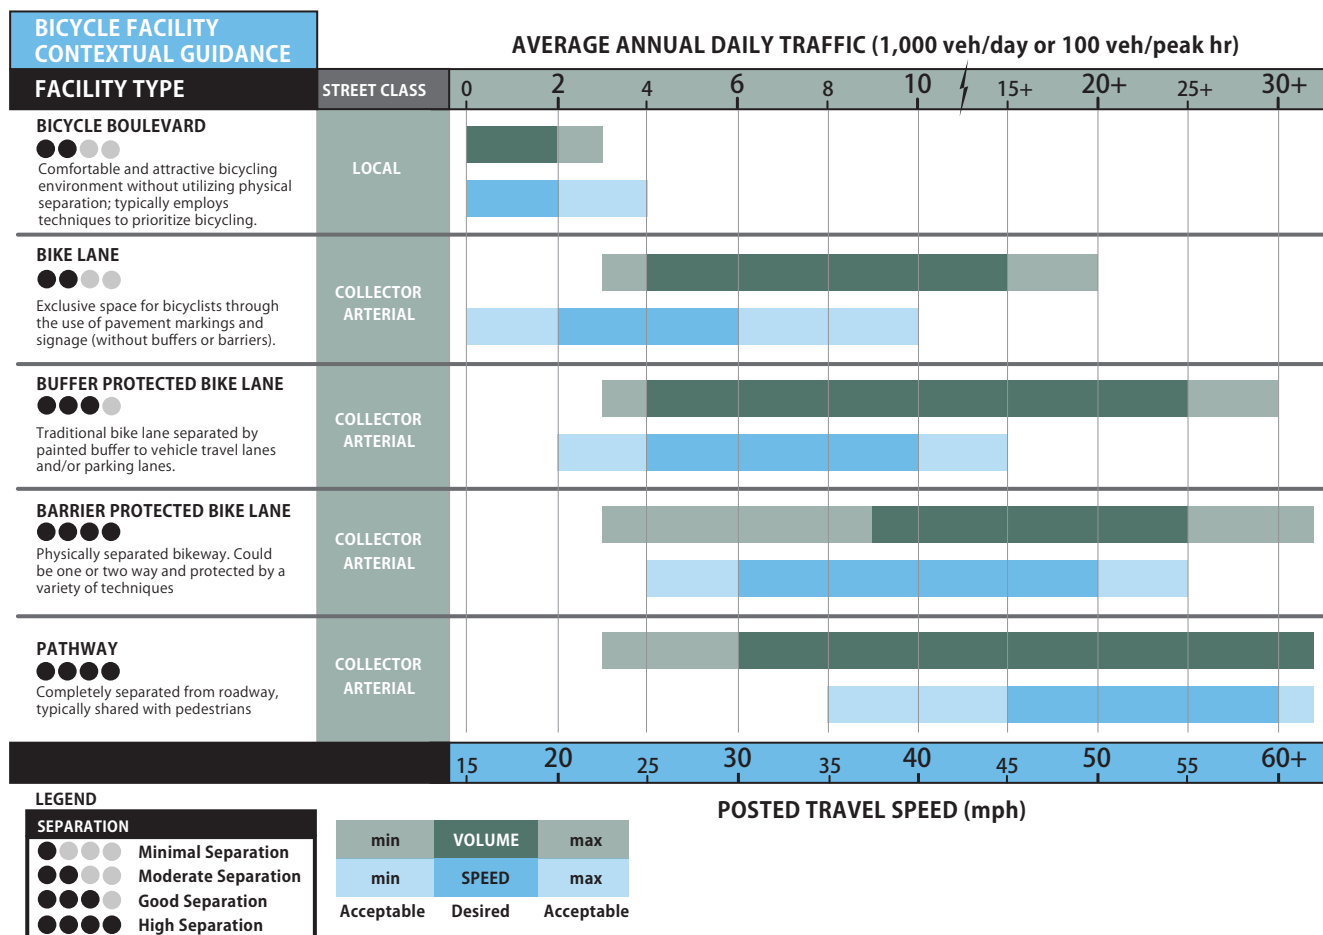 BICYCLE FACILITY
CONTEXTUAL GUIDANCE
AVERAGE ANNUAL DAILY TRAFFIC (1,000 veh/day or 100 veh/peak hr)
FACILITY TYPE
STREET CLASS
0 2 4 6 8 10 15+ 20+ 25+ 30+
BICYCLE BOULEVARD
Comfortable and attractive bicycling
environment without utilizing physical
separation; typically employs
techniques to prioritize bicycling.
LOCAL
BIKE LANE
Exclusive space for bicyclists through
the use of pavement markings and
signage (without buffers or barriers).
COLLECTOR
ARTERIAL
BUFFER PROTECTED BIKE LANE
Traditional bike lane separated by
painted buffer to vehicle travel lanes
and/or parking lanes.
COLLECTOR
ARTERIAL
BARRIER PROTECTED BIKE LANE
Physically separated bikeway. Could
be one or two way and protected by a
variety of techniques
COLLECTOR
ARTERIAL
PATHWAY
Completely separated from roadway,
typically shared with pedestrians
COLLECTOR
ARTERIAL
15 20 25 30 35 40 45 50 55 60+
POSTED TRAVEL SPEED (mph)
LEGEND
SEPARATION
Minimal Separation
Moderate Separation
Good Separation
High Separation
min VOLUME max
min SPEED max
Acceptable Desired Acceptable